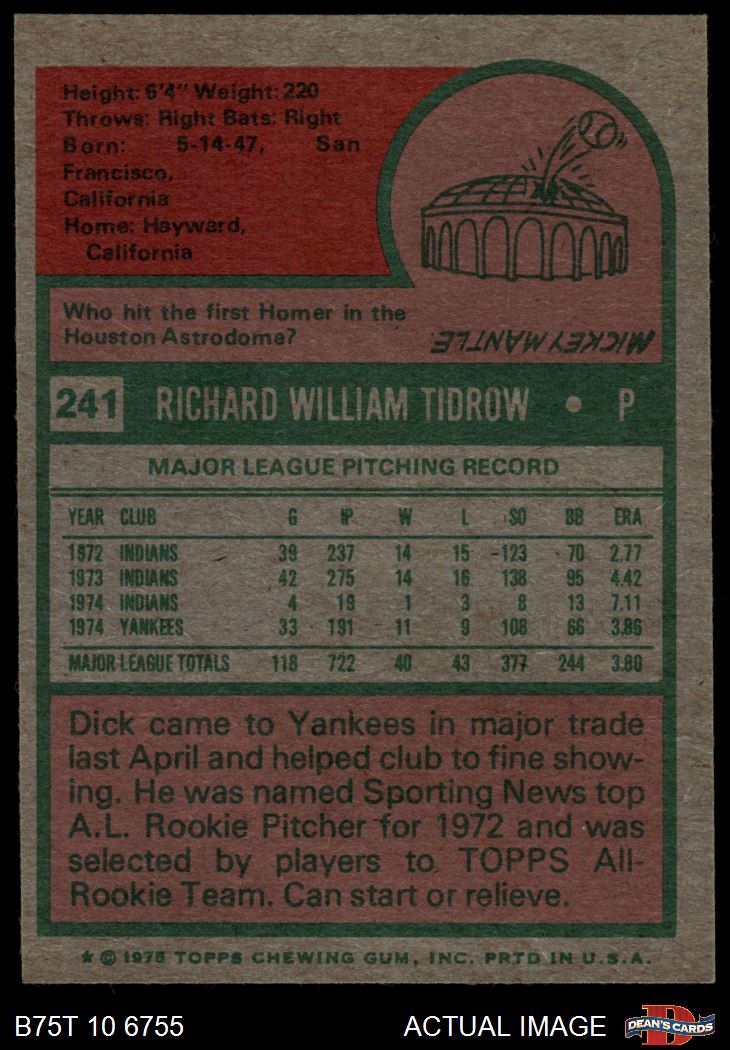 Height: 6'4" Weight: 220
Throws: Right Bats: Right
Born: 5-14-47, San
Francisco,
California
Home: Hayward,
California
Who hit the first Homer in the
Houston Astrodome?
MICKEY MANTLE.
241 RICHARD WILLIAM TIDROW • P
MAJOR LEAGUE PITCHING RECORD
YEAR CLUB G IP W L SO BB ERA
1972 INDIANS 39 237 14 15 123 70 2.77
1973 INDIANS 42 275 14 16 138 95 4.42
1974 INDIANS 4 19 1 3 8 13 7.11
1974 YANKEES 33 191 11 9 108 66 3.86
MAJOR LEAGUE TOTALS 118 722 40 43 377 244 3.80
Dick came to Yankees in major trade
last April and helped club to fine show-
ing. He was named Sporting News top
A.L. Rookie Pitcher for 1972 and was
selected by players to TOPPS All-
Rookie Team. Can start or relieve.
★ © 1975 TOPPS CHEWING GUM, INC. PRTD IN U.S.A.
B75T 10 6755 ACTUAL IMAGE D DEAN'S CARDS